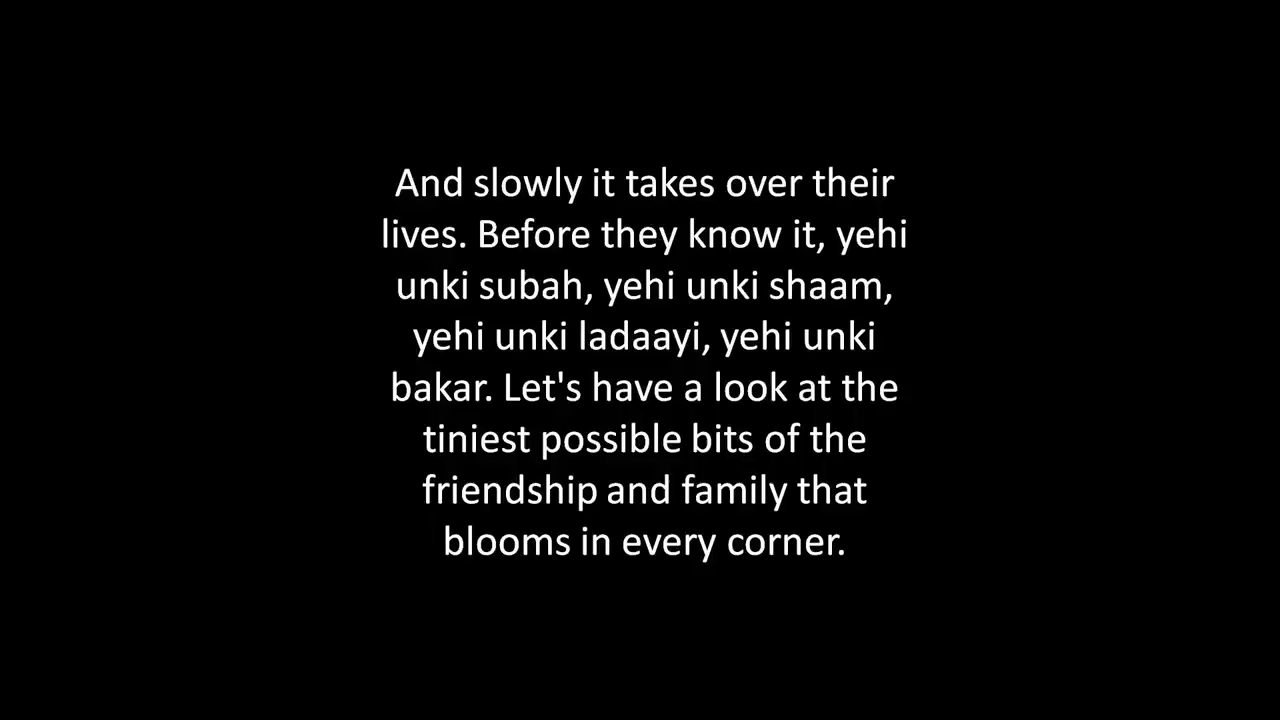 And slowly it takes over their
lives. Before they know it, yehi
unki subah, yehi unki shaam,
yehi unki ladaayi, yehi unki
bakar. Let's have a look at the
tiniest possible bits of the
friendship and family that
blooms in every corner.